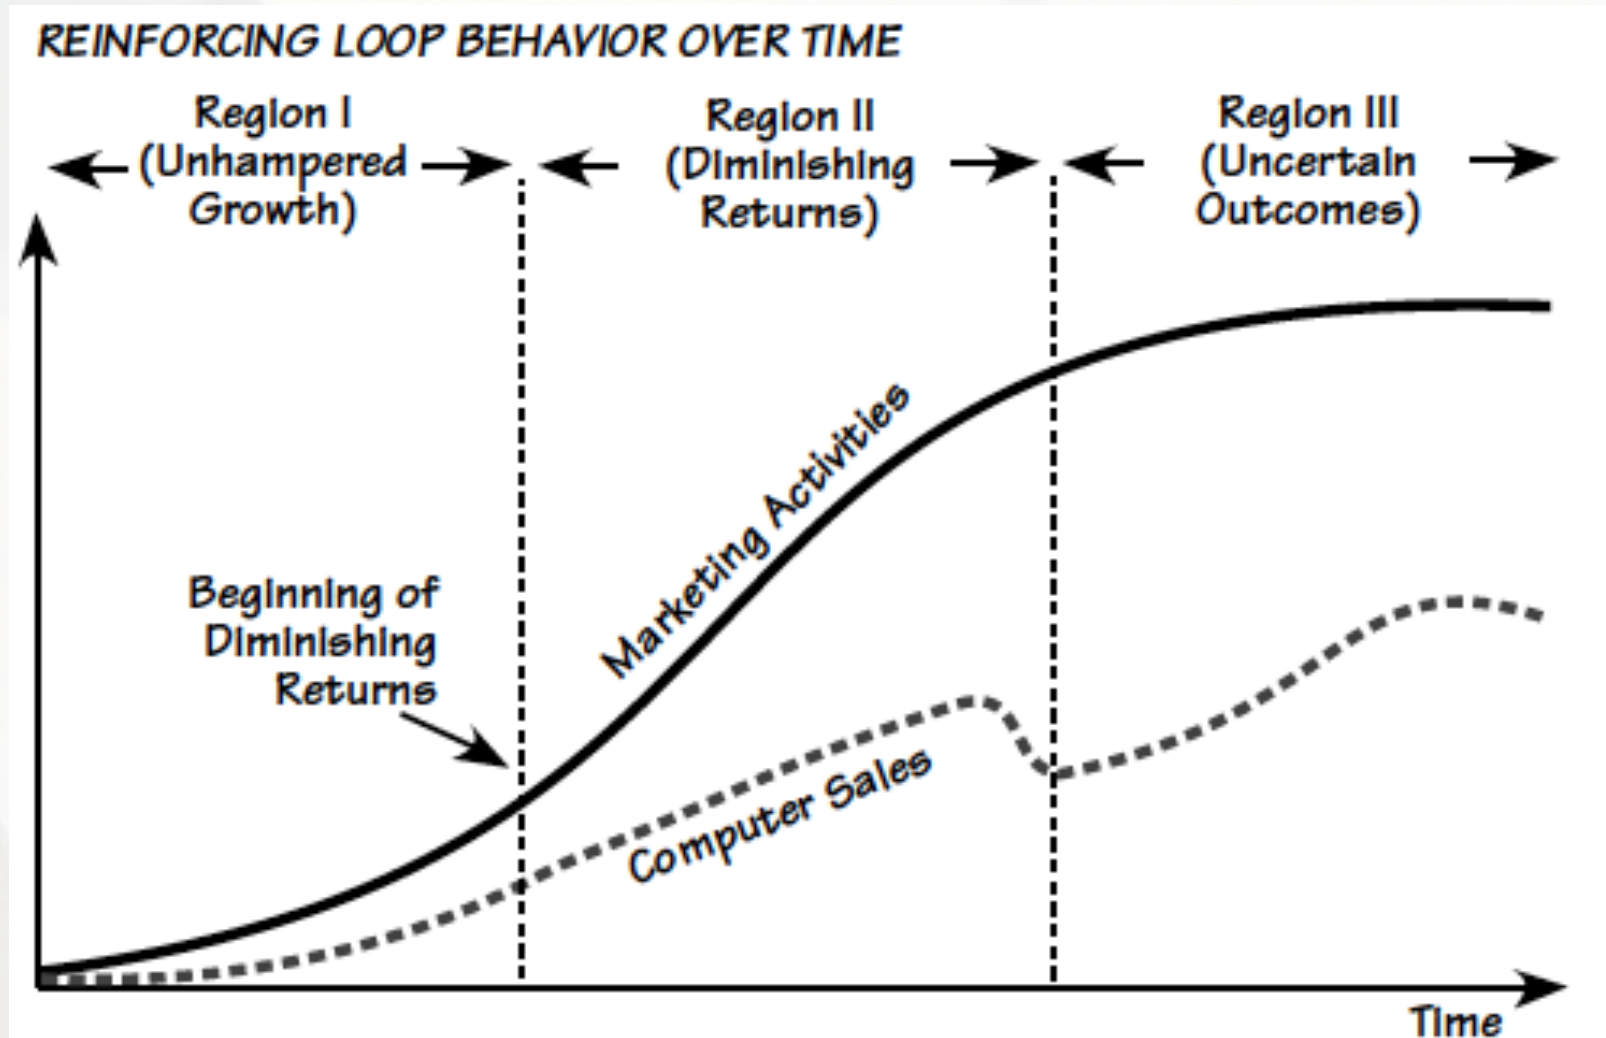 REINFORCING LOOP BEHAVIOR OVER TIME
Region I
(Unhampered
Growth)
Region II
(Diminishing
Returns)
Region III
(Uncertain
Outcomes)
Beginning of
Diminishing
Returns
Marketing Activities
Computer Sales
Time